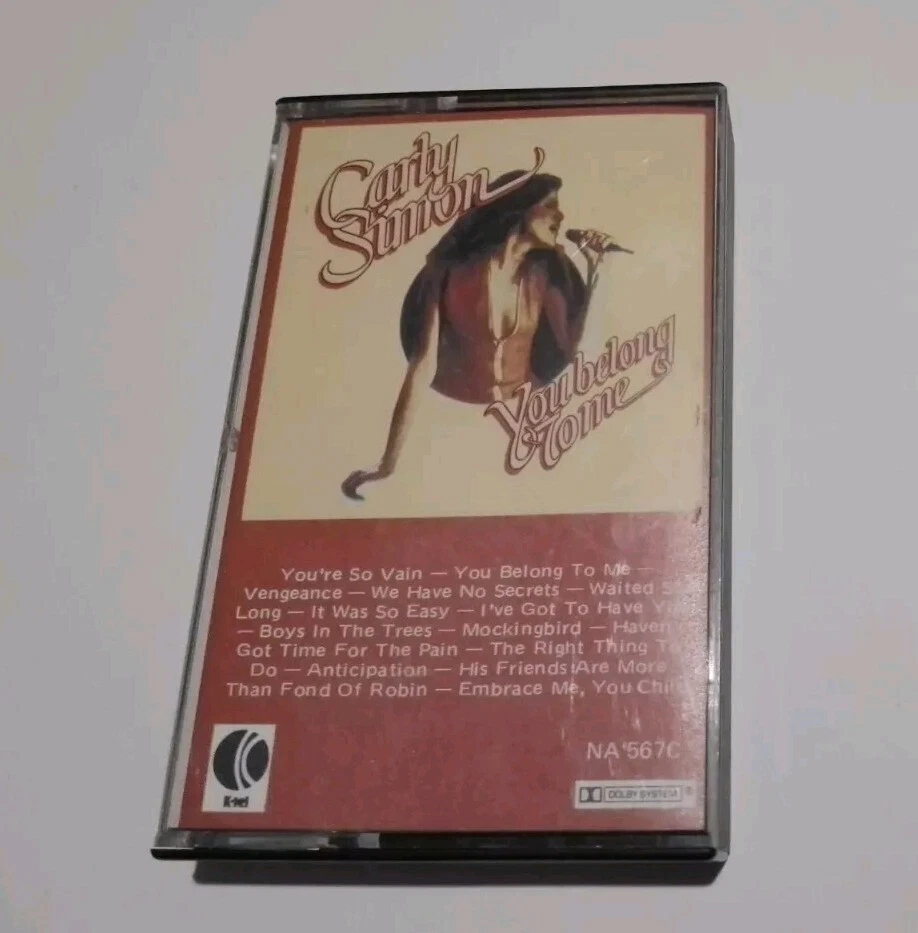 Carly
Simon
You belong
to me
You're So Vain — You Belong To Me —
Vengeance — We Have No Secrets — Waited
Long — It Was So Easy — I've Got To Have
— Boys In The Trees — Mockingbird —
Got Time For The Pain — The Right Thing
Do — Anticipation — His Friends Are More
Than Fond Of Robin — Embrace Me, You
NA 567C
K-tel
DOLBY SYSTEM ®